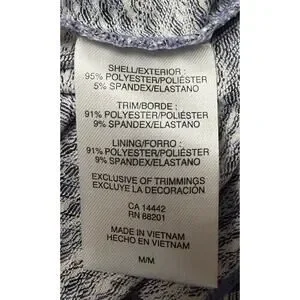 SHELL/EXTERIOR :
95% POLYESTER/POLIÉSTER
5% SPANDEX/ELASTANO
TRIM/BORDE :
91% POLYESTER/POLIÉSTER
9% SPANDEX/ELASTANO
LINING/FORRO :
91% POLYESTER/POLIÉSTER
9% SPANDEX/ELASTANO
EXCLUSIVE OF TRIMMINGS
EXCLUYE LA DECORACIÓN
CA 14442
RN 88201
MADE IN VIETNAM
HECHO EN VIETNAM
M/M